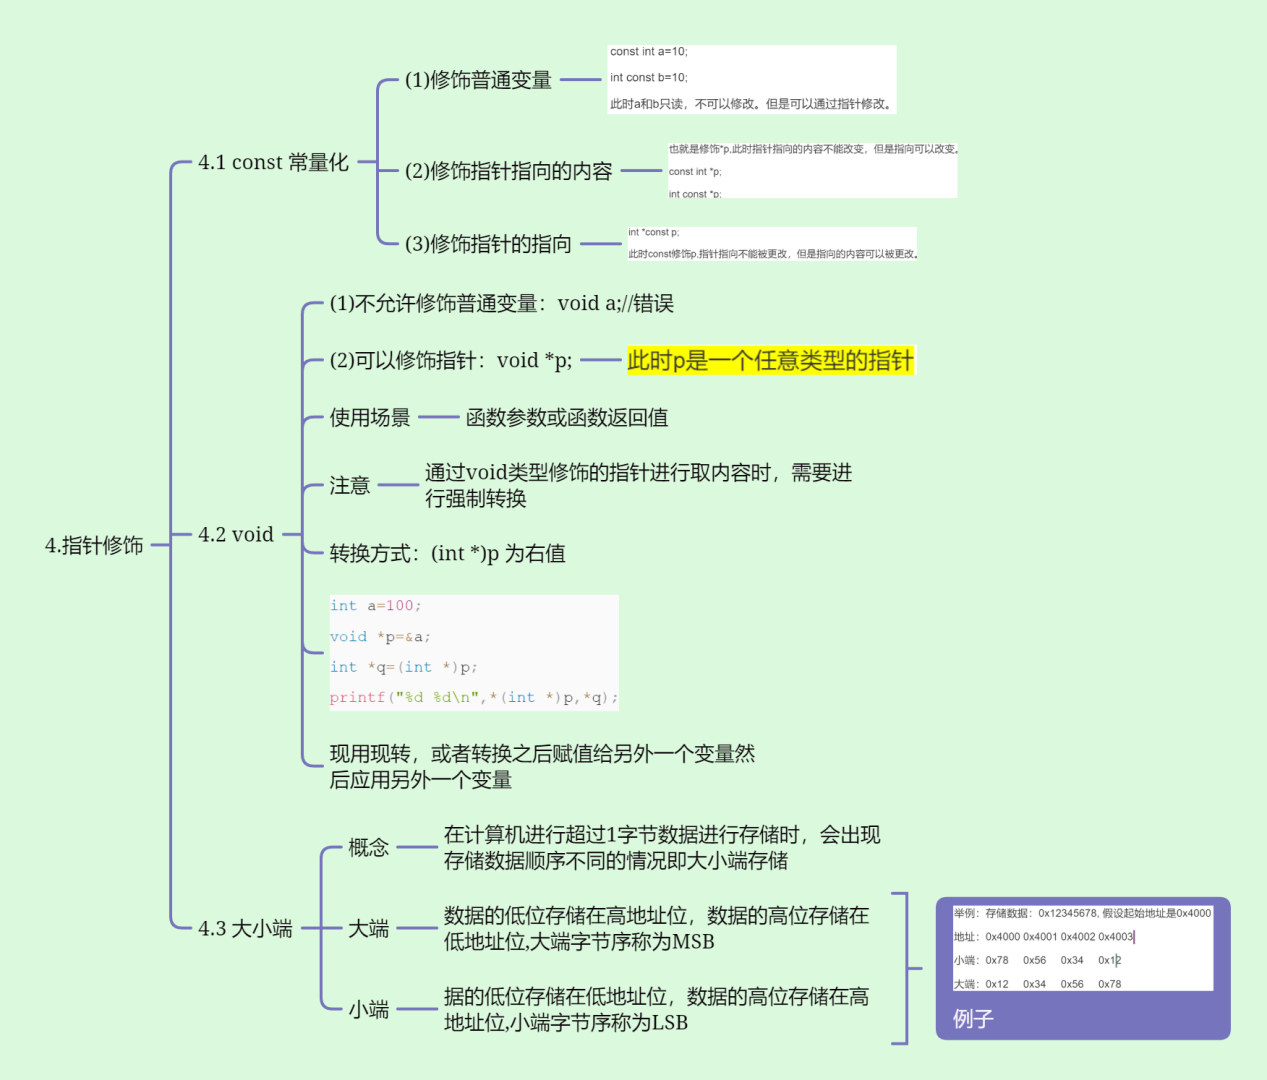 4.指针修饰
4.1 const 常量化
(1)修饰普通变量
const int a=10;
int const b=10;
此时a和b只读，不可以修改。但是可以通过指针修改。
(2)修饰指针指向的内容
也就是修饰*p,此时指针指向的内容不能改变，但是指向可以改变。
const int *p;
int const *p;
(3)修饰指针的指向
int *const p;
此时const修饰p,指针指向不能被更改，但是指向的内容可以被更改。
4.2 void
(1)不允许修饰普通变量：void a;//错误
(2)可以修饰指针：void *p;
此时p是一个任意类型的指针
使用场景
函数参数或函数返回值
注意
通过void类型修饰的指针进行取内容时，需要进
行强制转换
转换方式：(int *)p 为右值
int a=100;
void *p=&a;
int *q=(int *)p;
printf("%d %d\n",*(int *)p,*q);
现用现转，或者转换之后赋值给另外一个变量然
后应用另外一个变量
4.3 大小端
概念
在计算机进行超过1字节数据进行存储时，会出现
存储数据顺序不同的情况即大小端存储
大端
数据的低位存储在高地址位，数据的高位存储在
低地址位,大端字节序称为MSB
小端
据的低位存储在低地址位，数据的高位存储在高
地址位,小端字节序称为LSB
举例：存储数据：0x12345678, 假设起始地址是0x4000
地址：0x4000 0x4001 0x4002 0x4003
小端：0x78 0x56 0x34 0x12
大端：0x12 0x34 0x56 0x78
例子